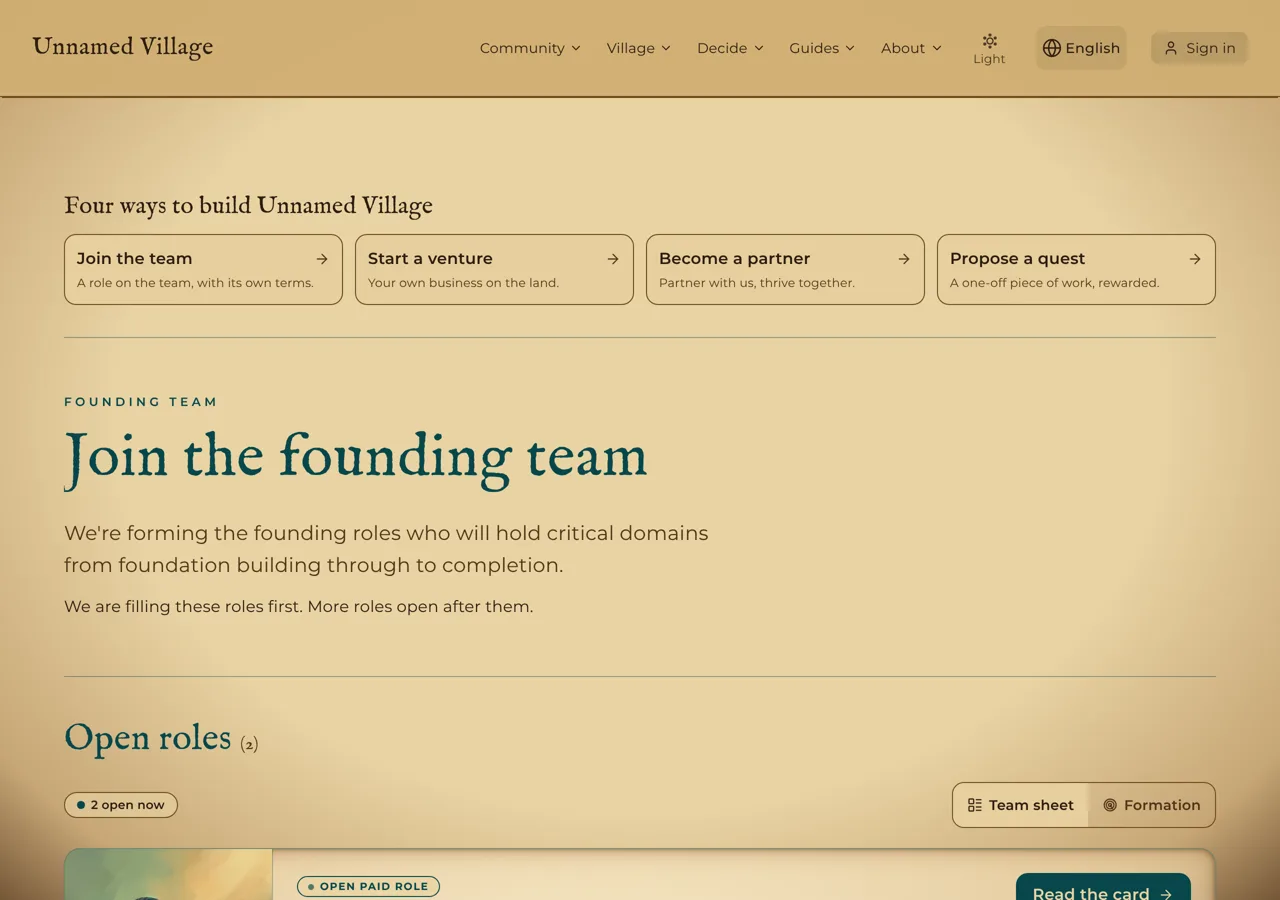 Unnamed Village
Community
Village
Decide
Guides
About
Light
English
Sign in
Four ways to build Unnamed Village
Join the team
A role on the team, with its own terms.
Start a venture
Your own business on the land.
Become a partner
Partner with us, thrive together.
Propose a quest
A one-off piece of work, rewarded.
FOUNDING TEAM
Join the founding team
We're forming the founding roles who will hold critical domains
from foundation building through to completion.
We are filling these roles first. More roles open after them.
Open roles (2)
2 open now
Team sheet
Formation
OPEN PAID ROLE
Read the card